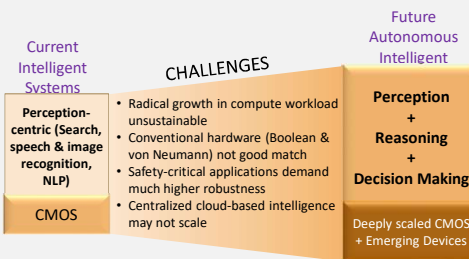 Current
Intelligent
Systems
Perception-
centric (Search,
speech & image
recognition,
NLP)
CMOS
CHALLENGES
• Radical growth in compute workload
unsustainable
• Conventional hardware (Boolean &
von Neumann) not good match
• Safety-critical applications demand
much higher robustness
• Centralized cloud-based intelligence
may not scale
Future
Autonomous
Intelligent
Perception
+
Reasoning
+
Decision Making
Deeply scaled CMOS
+ Emerging Devices